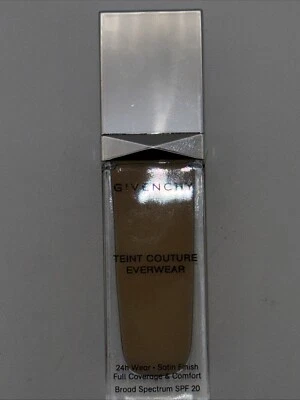 GIVENCHY
TEINT COUTURE
EVERWEAR
24h Wear • Satin Finish
Full Coverage & Comfort
Broad Spectrum SPF 20